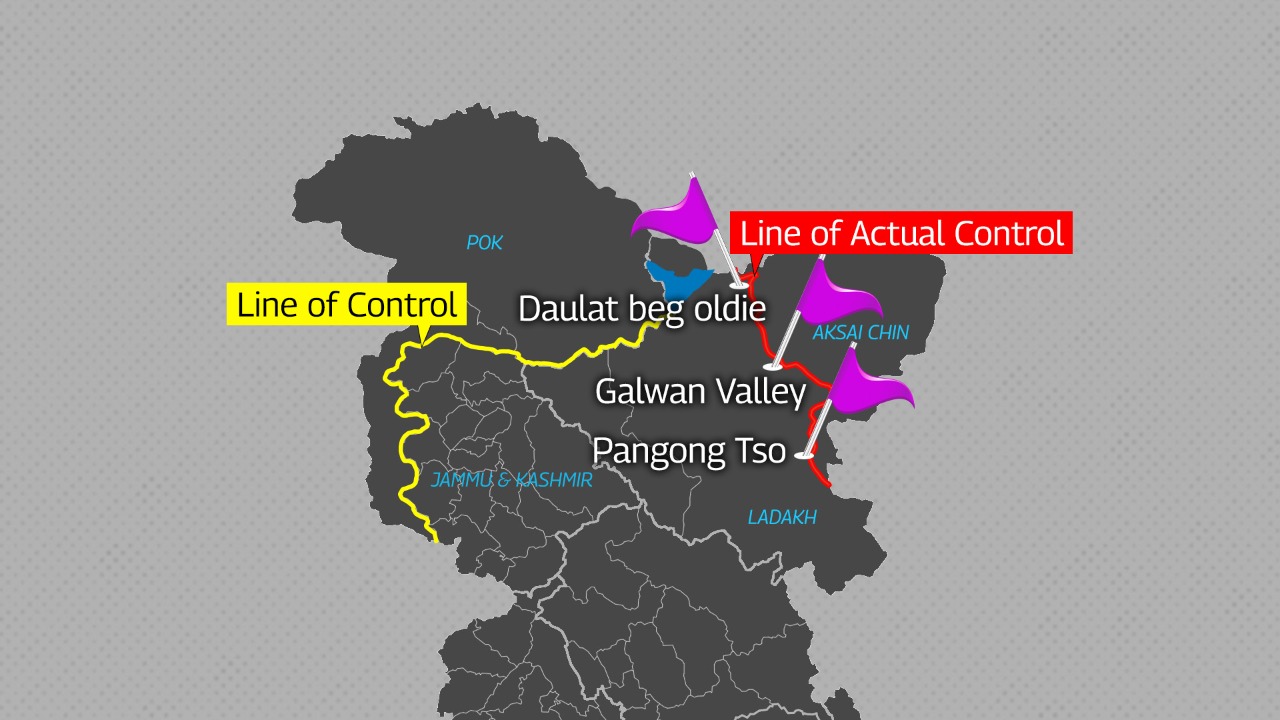 Line of Actual Control
POK
Line of Control
Daulat beg oldie
AKSAI CHIN
Galwan Valley
Pangong Tso
JAMMU & KASHMIR
LADAKH